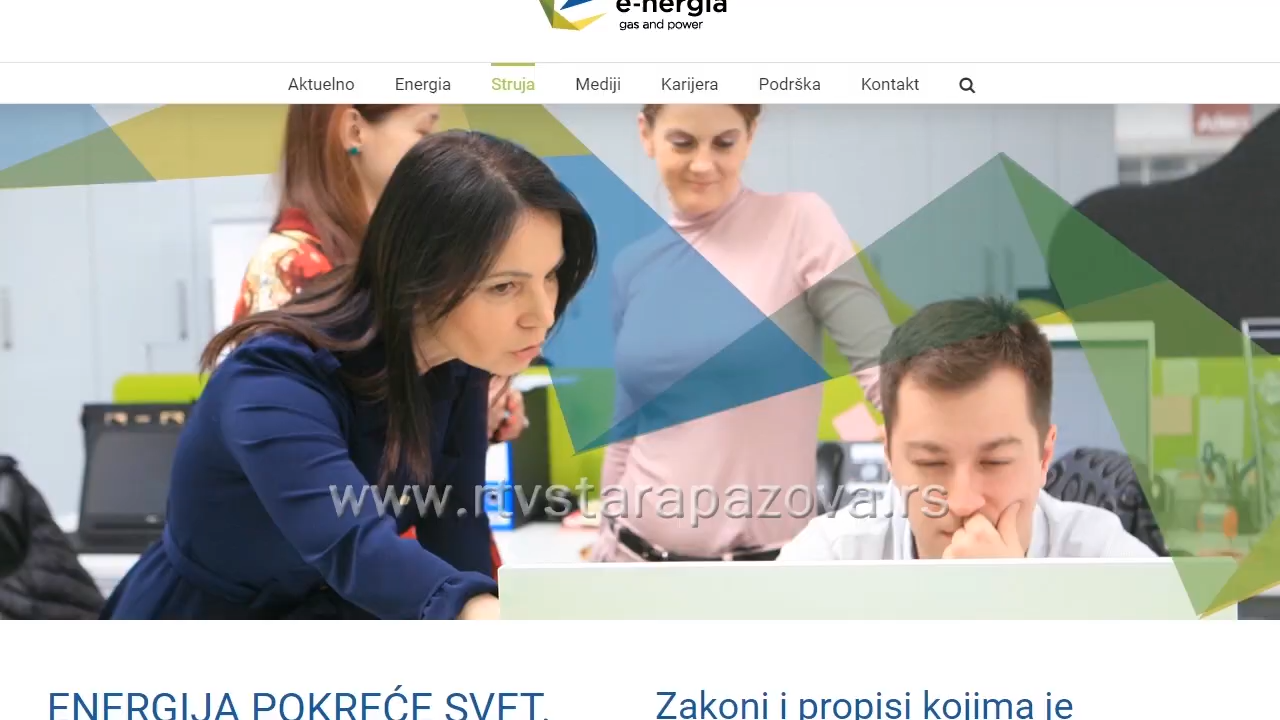 e-nergia
gas and power
Aktuelno Energia Struja Mediji Karijera Podrška Kontakt
www.rtvstarapazova.rs
ENERGIJA POKREĆE SVET.
Zakoni i propisi kojima je